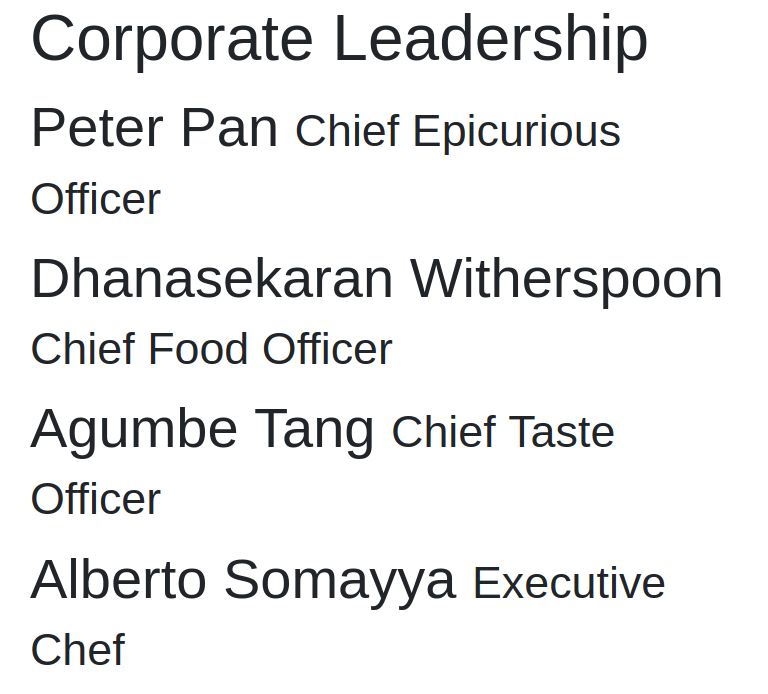 Corporate Leadership
Peter Pan Chief Epicurious
Officer
Dhanasekaran Witherspoon
Chief Food Officer
Agumbe Tang Chief Taste
Officer
Alberto Somayya Executive
Chef